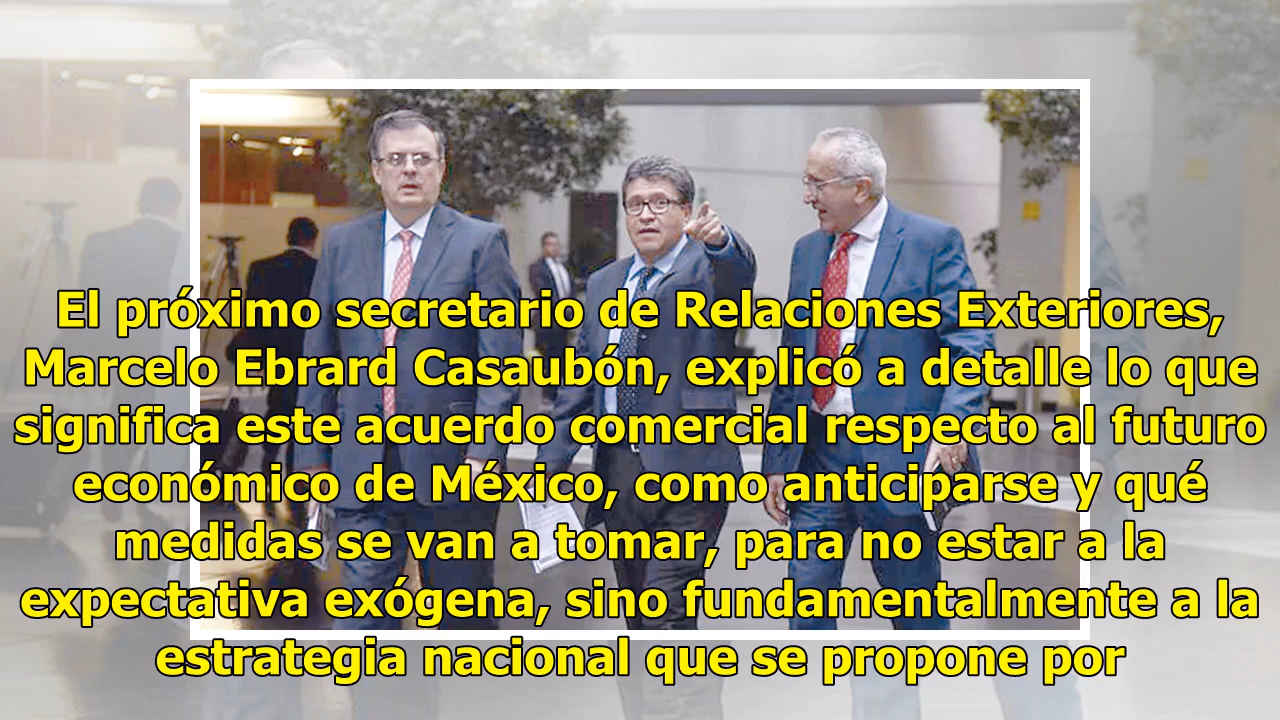 El próximo secretario de Relaciones Exteriores,
Marcelo Ebrard Casaubón, explicó a detalle lo que
significa este acuerdo comercial respecto al futuro
económico de México, como anticiparse y qué
medidas se van a tomar, para no estar a la
expectativa exógena, sino fundamentalmente a la
estrategia nacional que se propone por